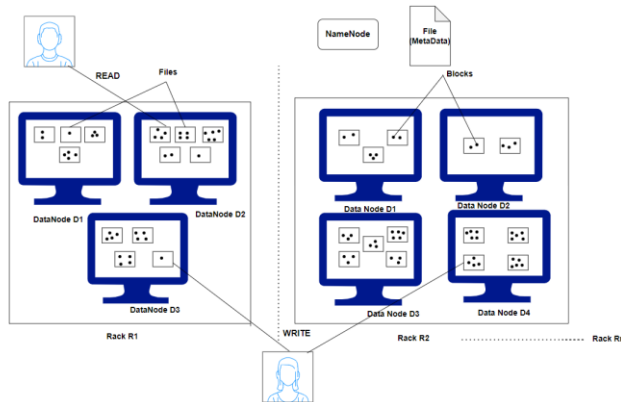 NameNode
File
(MetaData)
READ
Files
Blocks
DataNode D1
DataNode D2
Data Node D1
Data Node D2
DataNode D3
Data Node D3
Data Node D4
Rack R1
WRITE
Rack R2